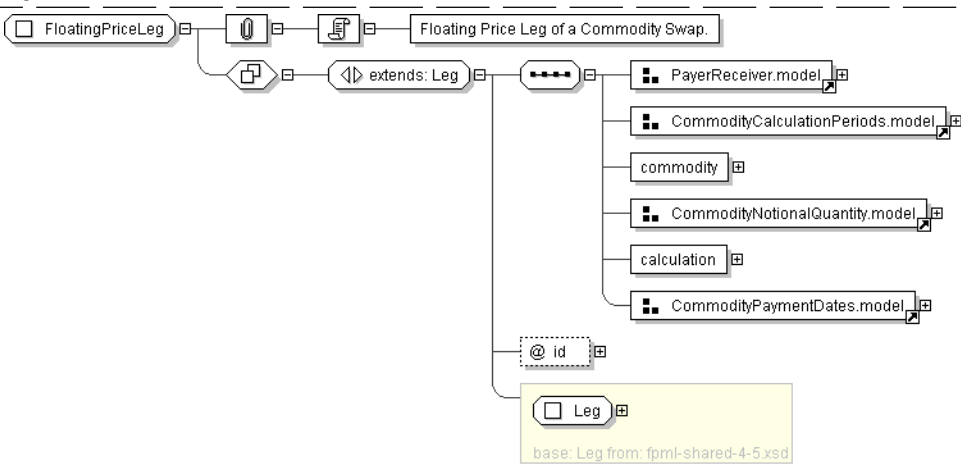 FloatingPriceLeg
Floating Price Leg of a Commodity Swap.
extends: Leg
PayerReceiver.model
CommodityCalculationPeriods.model
commodity
CommodityNotionalQuantity.model
calculation
CommodityPaymentDates.model
@ id
Leg
base: Leg from: fpml-shared-4-5.xsd